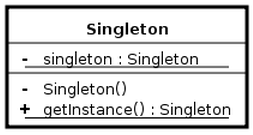 Singleton
- singleton : Singleton
- Singleton()
+ getInstance() : Singleton